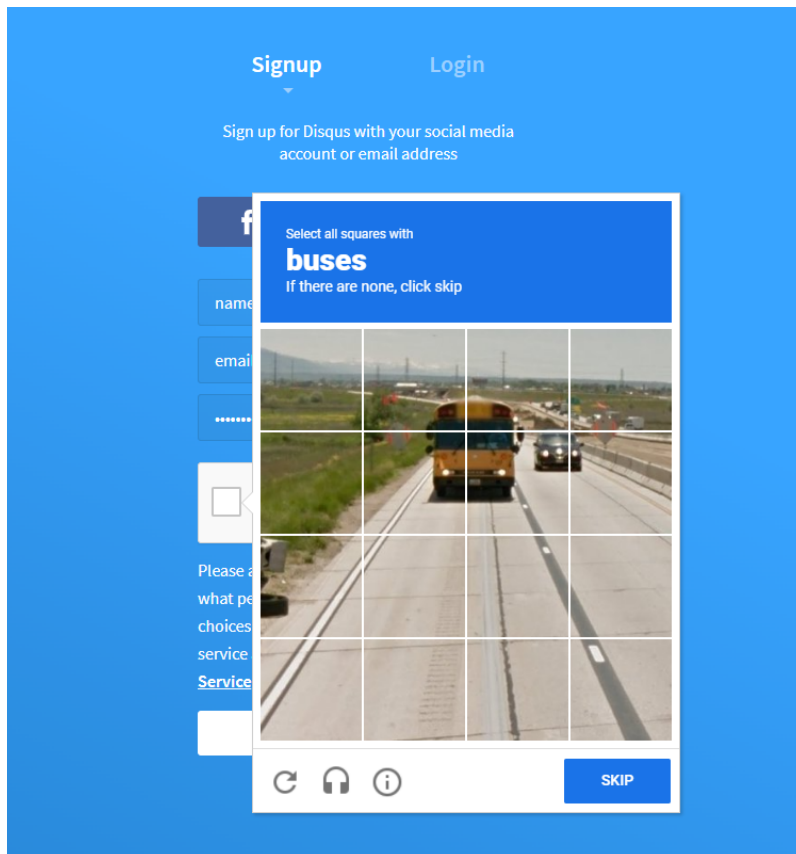 Signup
Login
Sign up for Disqus with your social media
account or email address
f
name
email
Select all squares with
buses
If there are none, click skip
Please a
what pe
choices
service
Service
SKIP